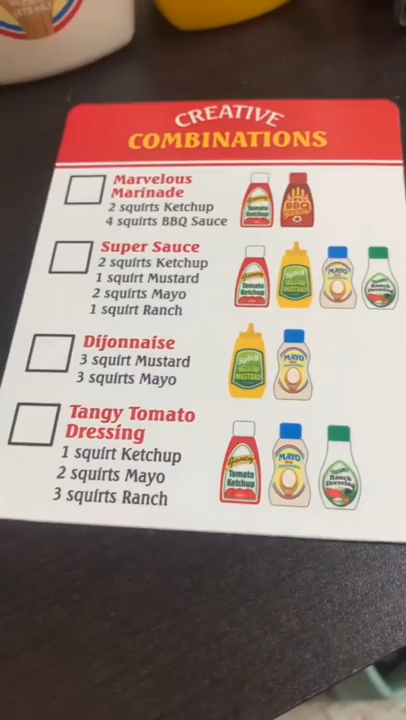 CREATIVE
COMBINATIONS
Marvelous
Marinade
2 squirts Ketchup
4 squirts BBQ Sauce
Tomato
Ketchup
BBQ
Super Sauce
2 squirts Ketchup
1 squirt Mustard
2 squirts Mayo
1 squirt Ranch
Fancy
Tomato
Ketchup
Spicy
MAYO
Ranch
Dressing
Dijonnaise
3 squirt Mustard
3 squirts Mayo
Spicy
MAYO
Tangy Tomato
Dressing
1 squirt Ketchup
2 squirts Mayo
3 squirts Ranch
Fancy
Tomato
Ketchup
MAYO
Ranch
Dressing